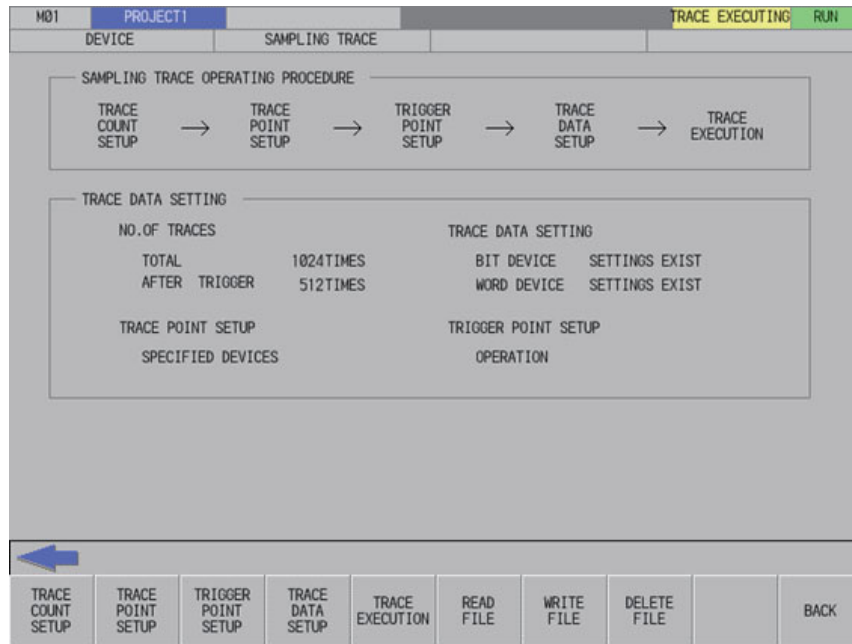 M01 PROJECT1 TRACE EXECUTING RUN
DEVICE SAMPLING TRACE
SAMPLING TRACE OPERATING PROCEDURE
TRACE COUNT SETUP → TRACE POINT SETUP → TRIGGER POINT SETUP → TRACE DATA SETUP → TRACE EXECUTION
TRACE DATA SETTING
NO.OF TRACES
TOTAL 1024TIMES
AFTER TRIGGER 512TIMES
TRACE DATA SETTING
BIT DEVICE SETTINGS EXIST
WORD DEVICE SETTINGS EXIST
TRACE POINT SETUP
SPECIFIED DEVICES
TRIGGER POINT SETUP
OPERATION
TRACE COUNT SETUP
TRACE POINT SETUP
TRIGGER POINT SETUP
TRACE DATA SETUP
TRACE EXECUTION
READ FILE
WRITE FILE
DELETE FILE
BACK